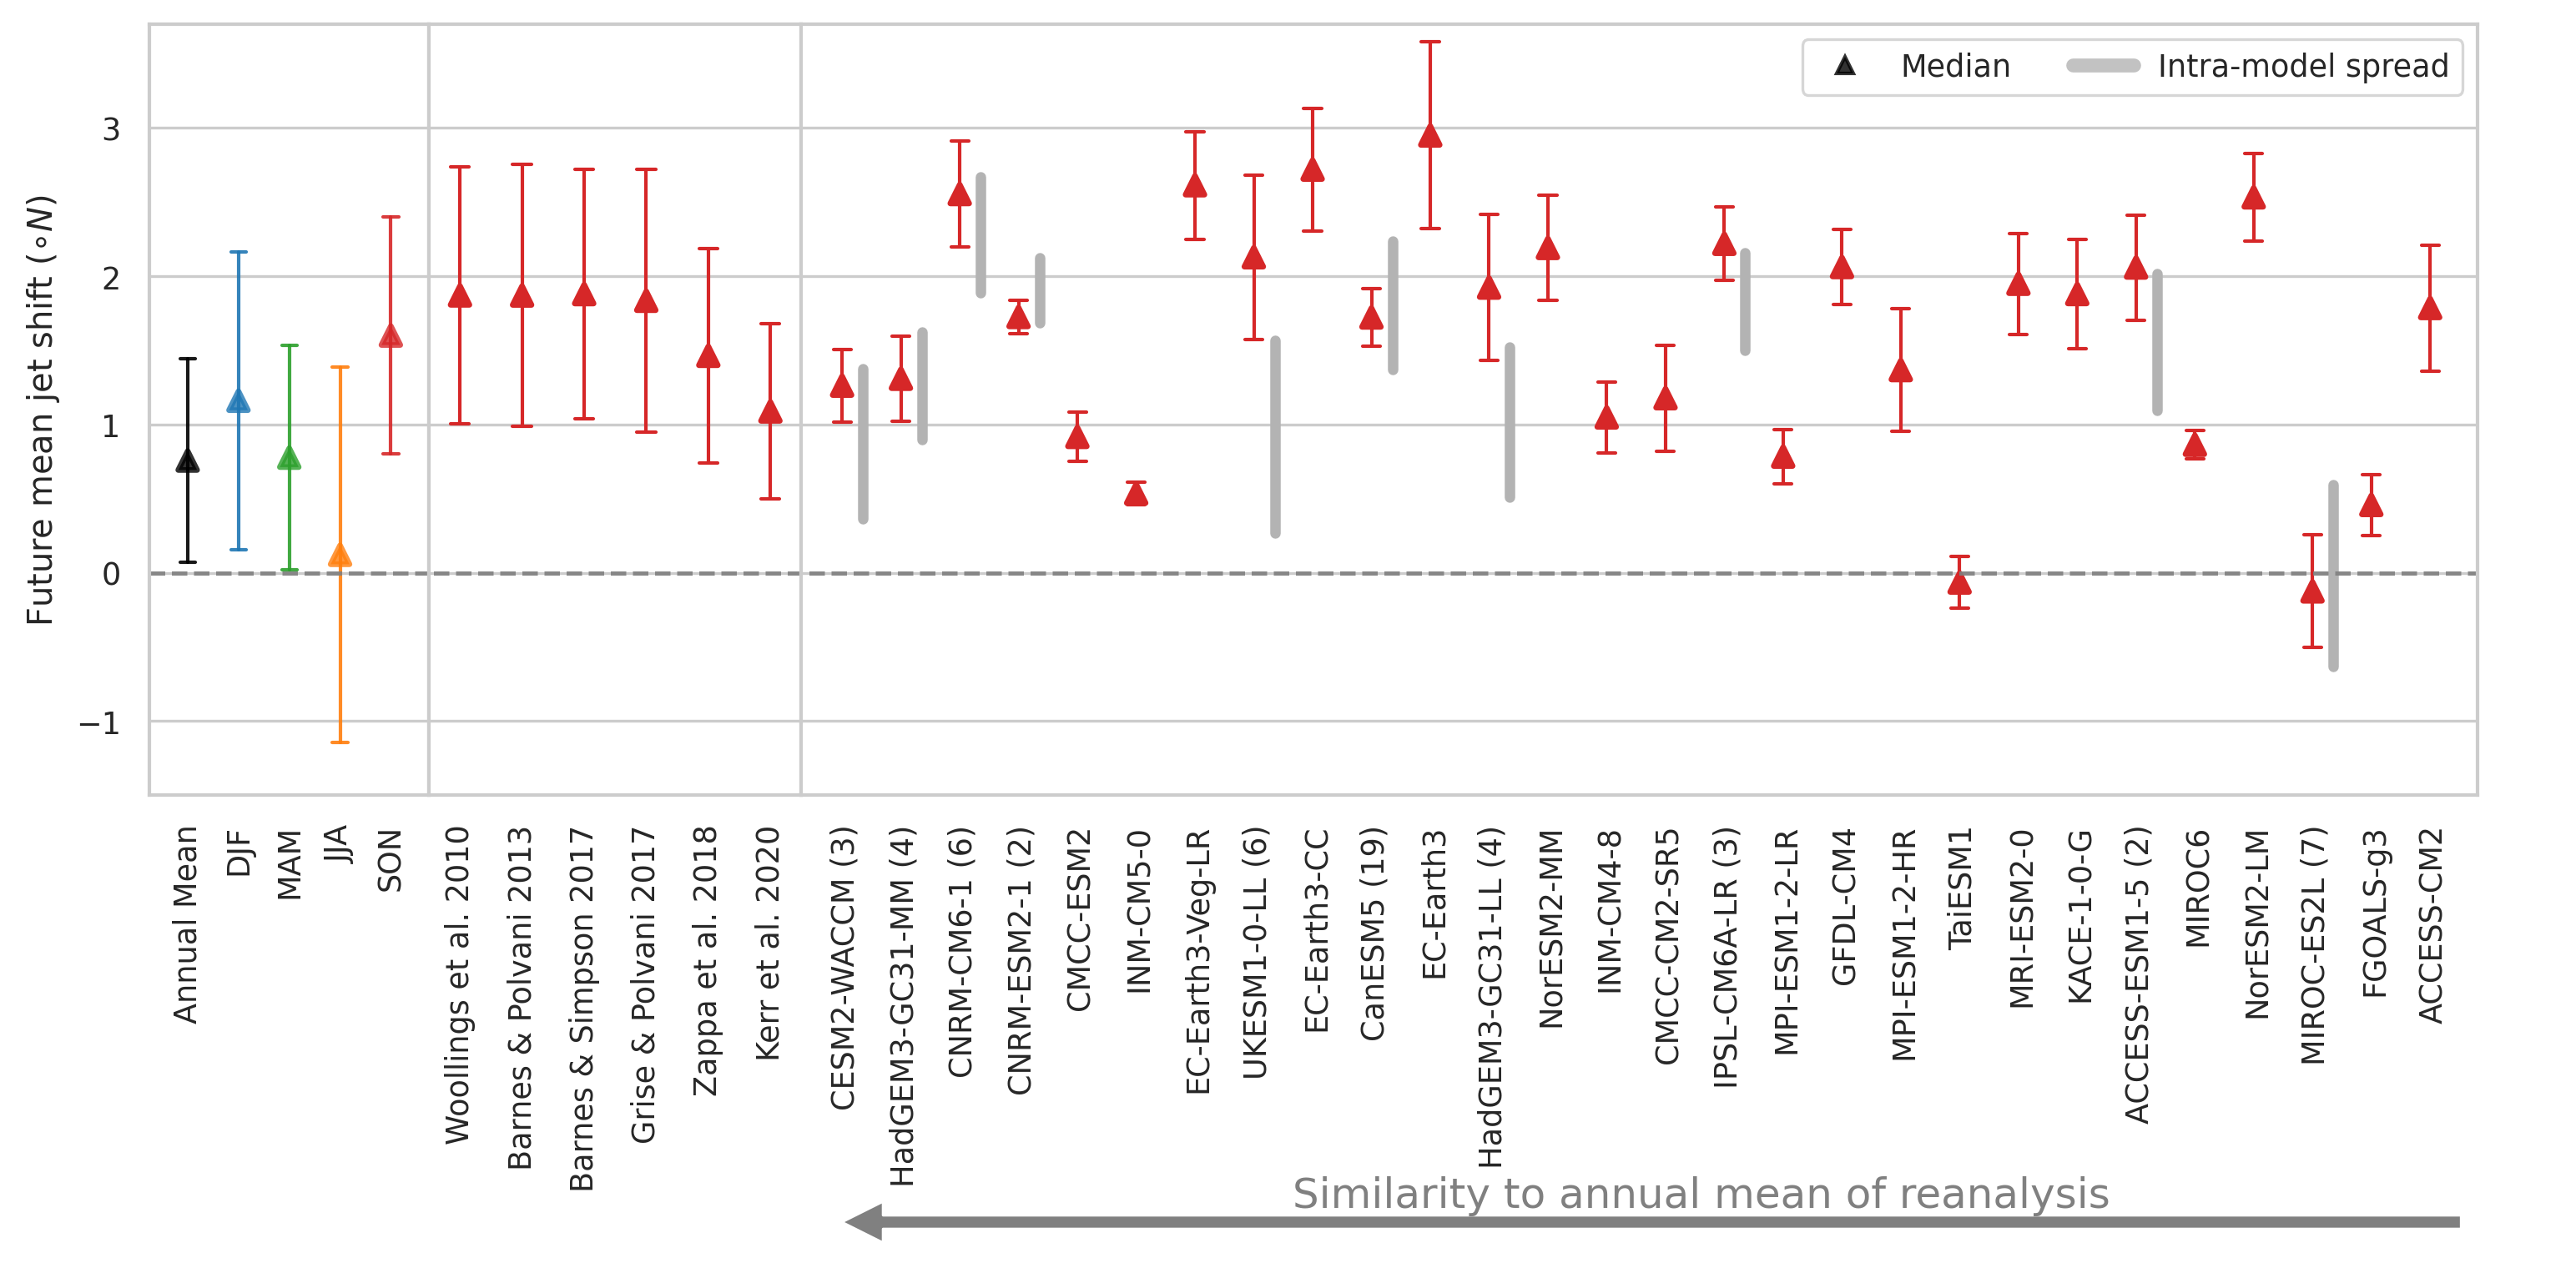 Median
Intra-model spread
Future mean jet shift (∘N)
3
2
1
0
−1
Annual Mean
DJF
MAM
JJA
SON
Woollings et al. 2010
Barnes & Polvani 2013
Barnes & Simpson 2017
Grise & Polvani 2017
Zappa et al. 2018
Kerr et al. 2020
CESM2-WACCM (3)
HadGEM3-GC31-MM (4)
CNRM-CM6-1 (6)
CNRM-ESM2-1 (2)
CMCC-ESM2
INM-CM5-0
EC-Earth3-Veg-LR
UKESM1-0-LL (6)
EC-Earth3-CC
CanESM5 (19)
EC-Earth3
HadGEM3-GC31-LL (4)
NorESM2-MM
INM-CM4-8
CMCC-CM2-SR5
IPSL-CM6A-LR (3)
MPI-ESM1-2-LR
GFDL-CM4
MPI-ESM1-2-HR
TaiESM1
MRI-ESM2-0
KACE-1-0-G
ACCESS-ESM1-5 (2)
MIROC6
NorESM2-LM
MIROC-ES2L (7)
FGOALS-g3
ACCESS-CM2
Similarity to annual mean of reanalysis